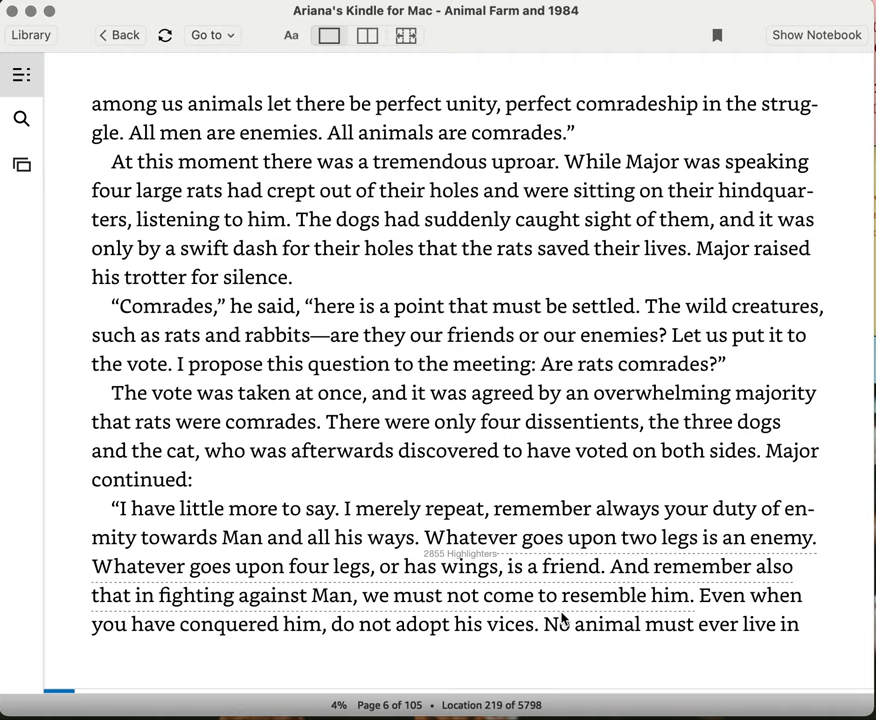 Ariana's Kindle for Mac - Animal Farm and 1984
Library
Back
Go to
Aa
Show Notebook
among us animals let there be perfect unity, perfect comradeship in the strug-
gle. All men are enemies. All animals are comrades.”
At this moment there was a tremendous uproar. While Major was speaking
four large rats had crept out of their holes and were sitting on their hindquar-
ters, listening to him. The dogs had suddenly caught sight of them, and it was
only by a swift dash for their holes that the rats saved their lives. Major raised
his trotter for silence.
“Comrades,” he said, “here is a point that must be settled. The wild creatures,
such as rats and rabbits—are they our friends or our enemies? Let us put it to
the vote. I propose this question to the meeting: Are rats comrades?”
The vote was taken at once, and it was agreed by an overwhelming majority
that rats were comrades. There were only four dissentients, the three dogs
and the cat, who was afterwards discovered to have voted on both sides. Major
continued:
“I have little more to say. I merely repeat, remember always your duty of en-
mity towards Man and all his ways. Whatever goes upon two legs is an enemy.
2855 Highlighters
Whatever goes upon four legs, or has wings, is a friend. And remember also
that in fighting against Man, we must not come to resemble him. Even when
you have conquered him, do not adopt his vices. No animal must ever live in
4% Page 6 of 105 • Location 219 of 5798